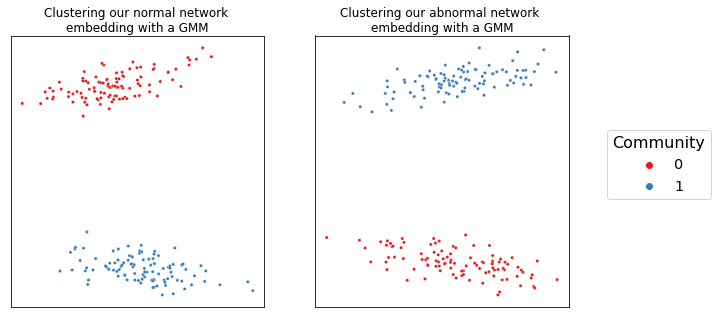 Clustering our normal network
embedding with a GMM
Clustering our abnormal network
embedding with a GMM
Community
0
1